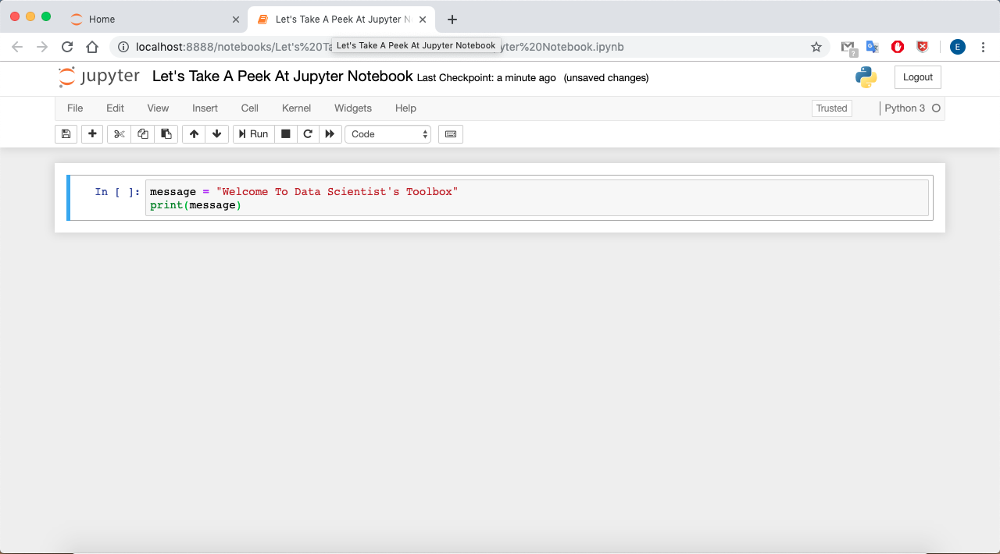 Home
Let's Take A Peek At Jupyter N
localhost:8888/notebooks/Let's%20Ta
Let's Take A Peek At Jupyter Notebook
yter%20Notebook.ipynb
?
E
jupyter Let's Take A Peek At Jupyter Notebook Last Checkpoint: a minute ago (unsaved changes)
Logout
File Edit View Insert Cell Kernel Widgets Help
Trusted
Python 3
Run
Code
In [ ]: message = "Welcome To Data Scientist's Toolbox"
print(message)